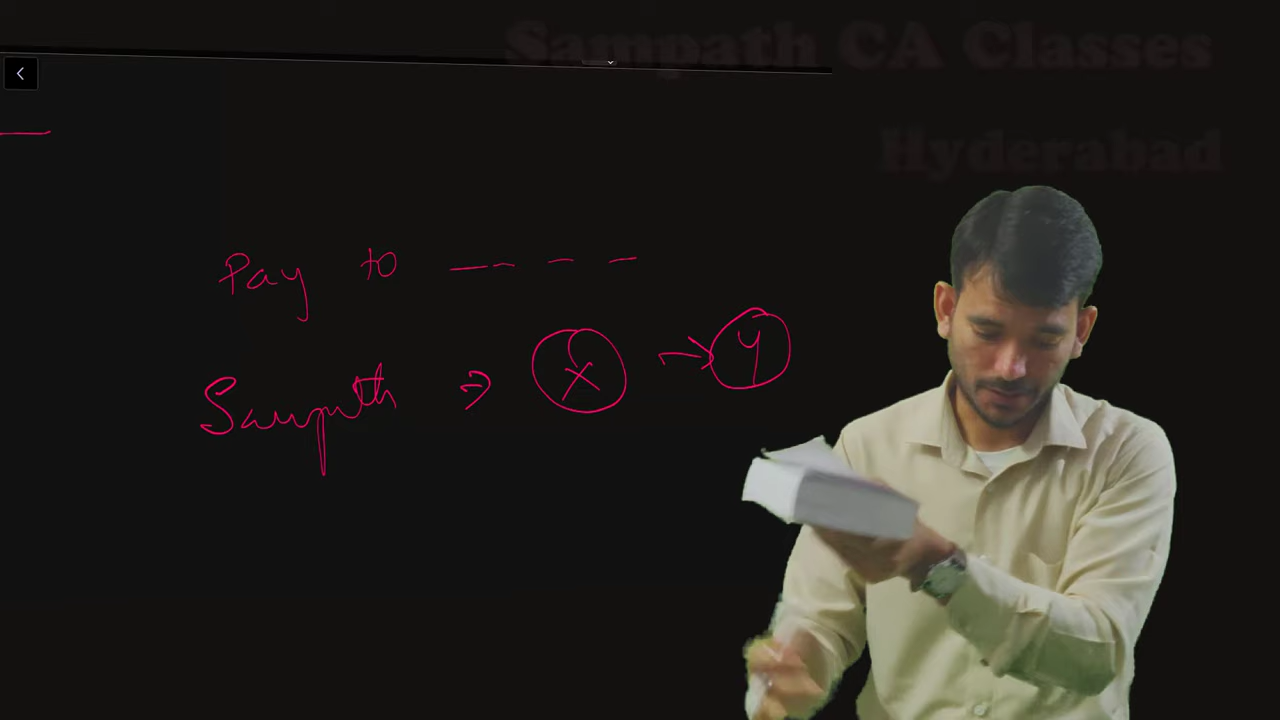 Sampath CA Classes
Hyderabad
Pay to — — — —
Sampath ⇒ X → Y